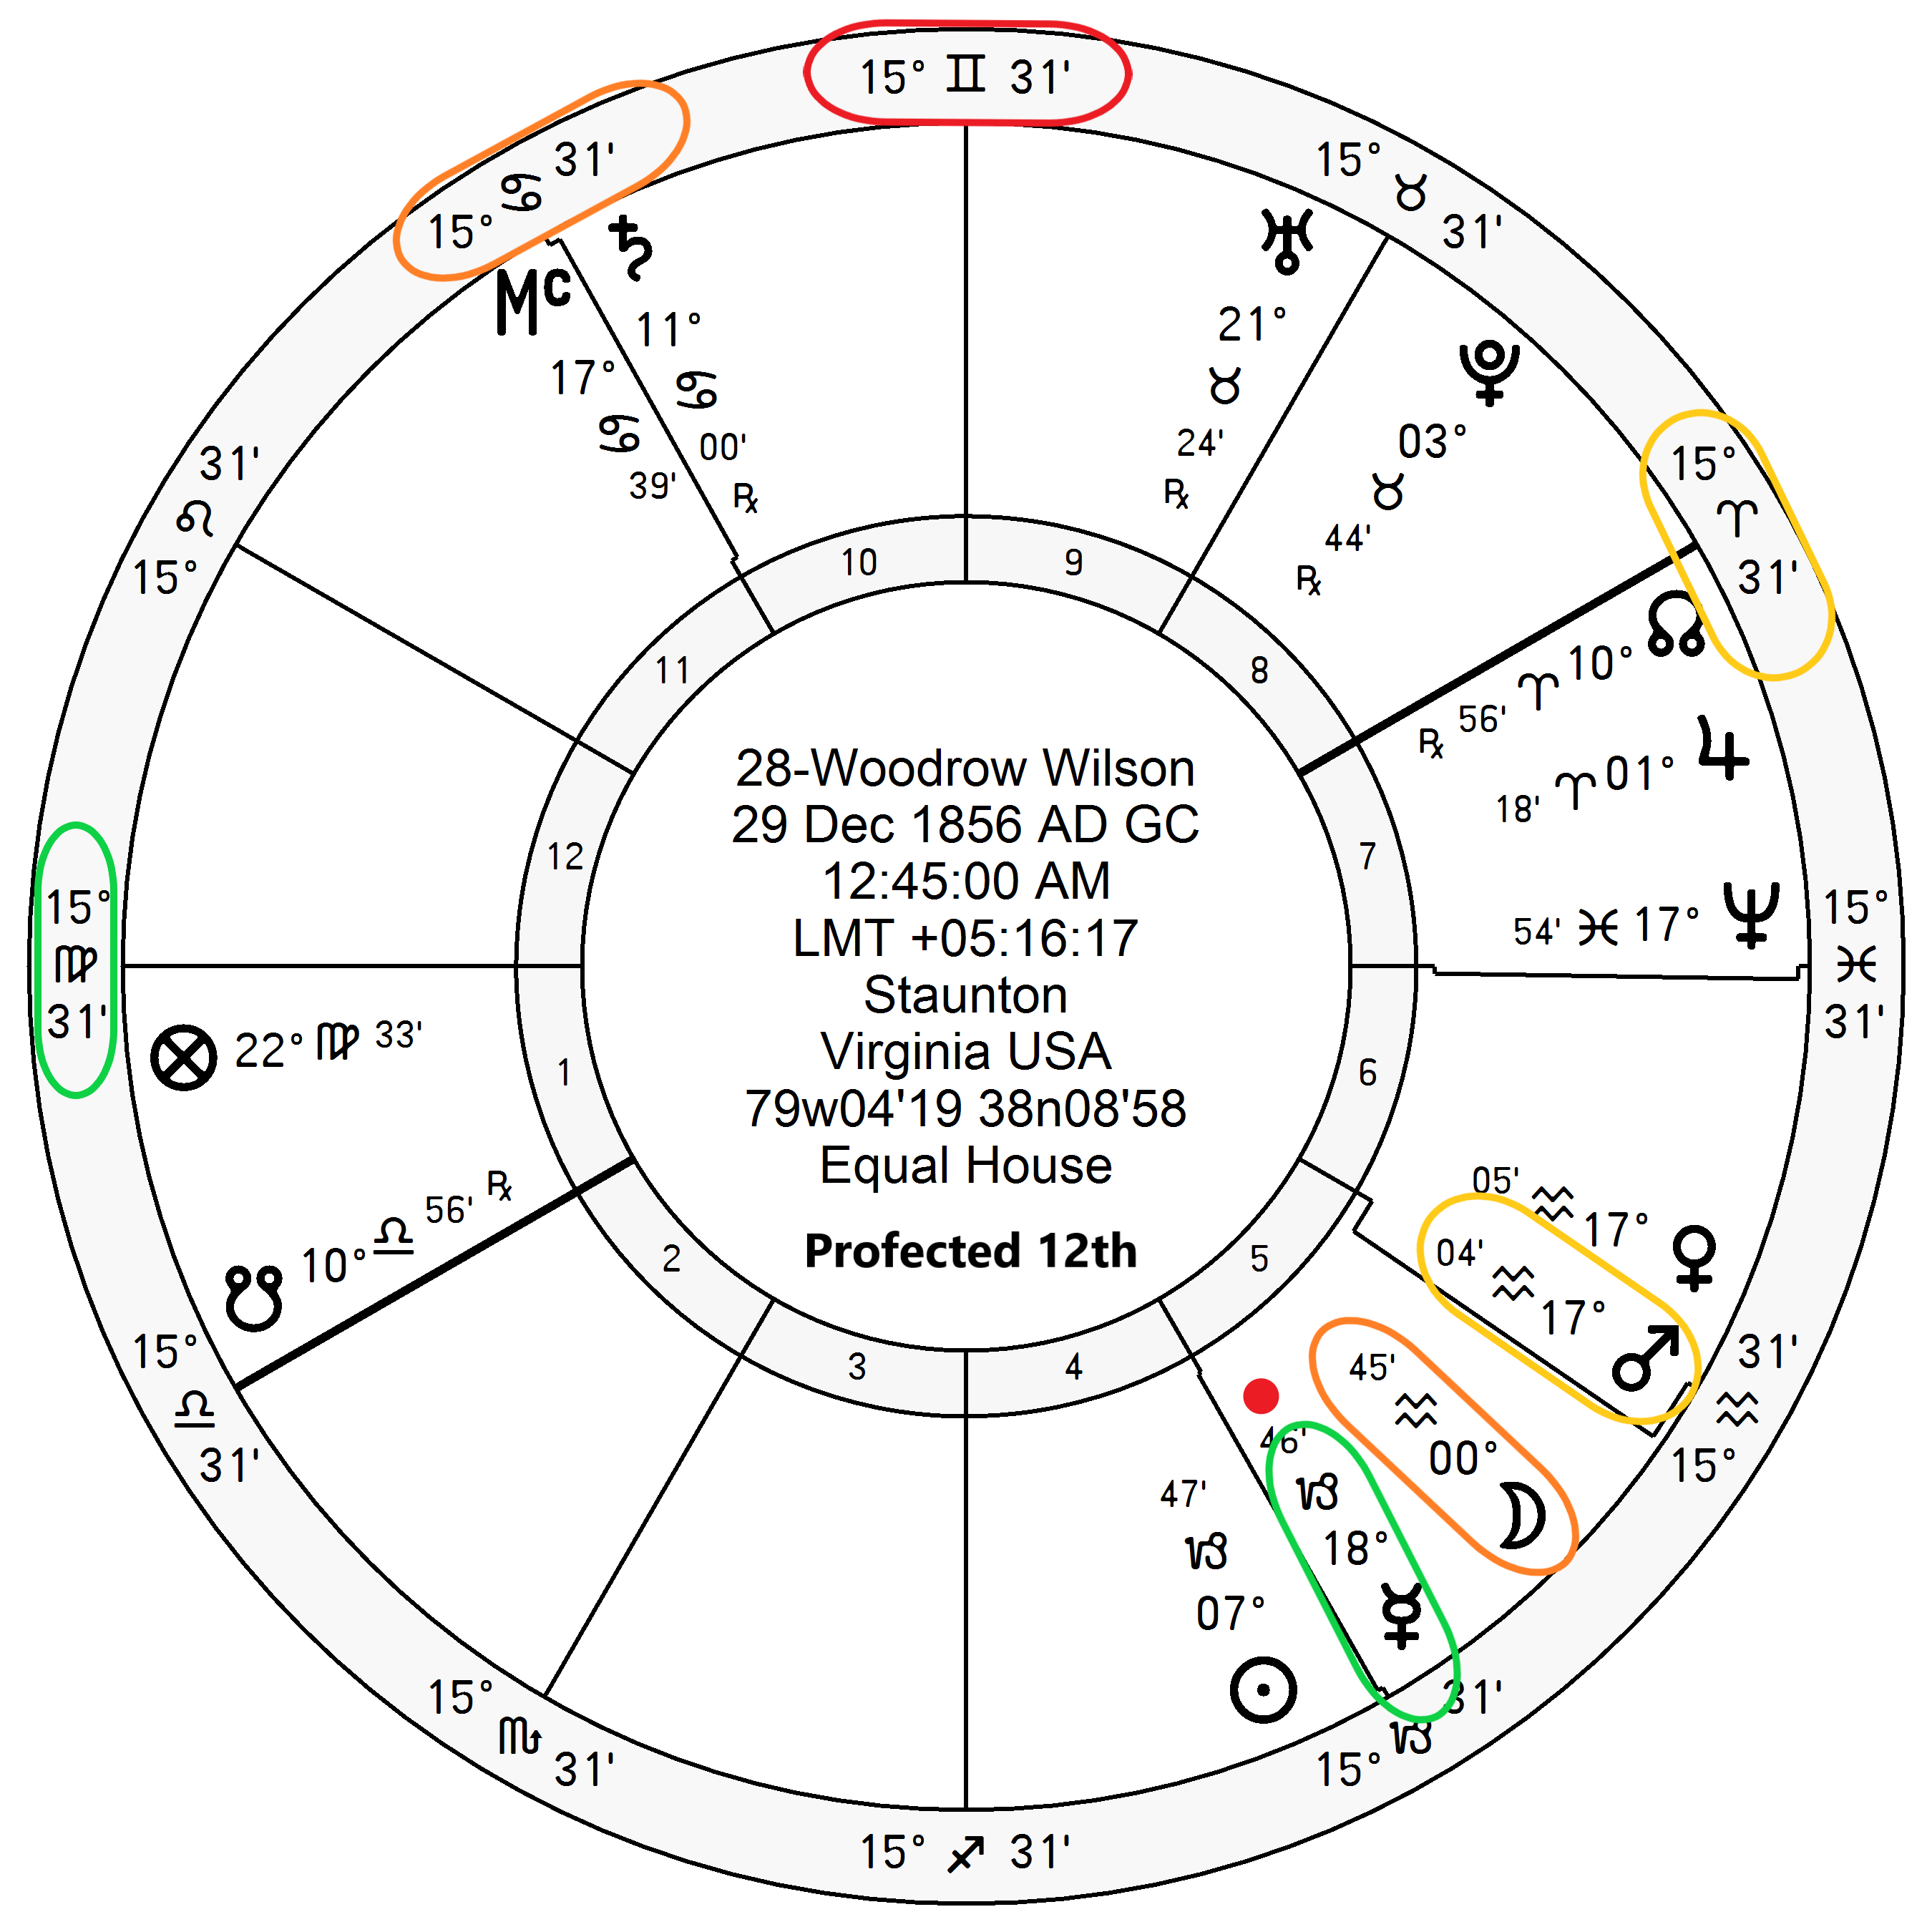 15° ♊ 31'
15° ♋ 31'
15° ♉ 31'
♄ 11° ♋ 00' ℞
Mc 17° ♋ 39'
♅ 21° ♉ 24' ℞
♇ 03° ♉ 44' ℞
31' ♌ 15°
15° ♈ 31'
☊ 10° ♈ 56' ℞
♃ 01° ♈ 18'
♆ 17° ♓ 54'
10
9
11
8
12
7
1
6
2
5
3
4
28-Woodrow Wilson
29 Dec 1856 AD GC
12:45:00 AM
LMT +05:16:17
Staunton
Virginia USA
79w04'19 38n08'58
Equal House
Profected 12th
15° ♍ 31'
15° ♓ 31'
⊗ 22° ♍ 33'
☋ 10° ♎ 56' ℞
05' ♒ 17° ♀
04' ♒ 17° ♂
45' ♒ 00° ☽
46' ♑ 18° ☿
47' ♑ 07° ☉
15° ♎ 31'
31' ♒ 15°
15° ♏ 31'
15° ♑ 31'
15° ♐ 31'